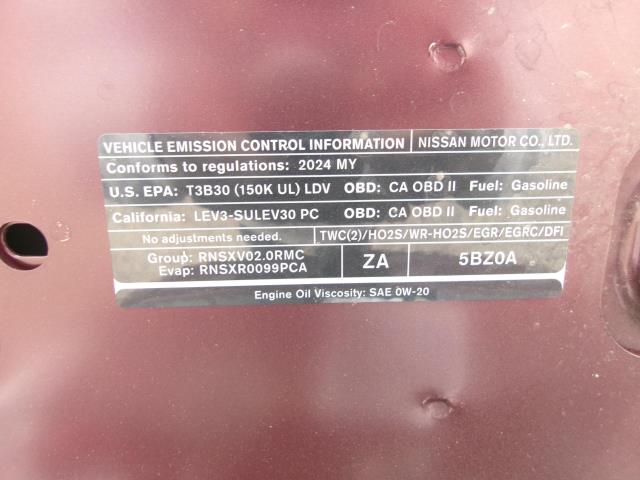 VEHICLE EMISSION CONTROL INFORMATION NISSAN MOTOR CO., LTD.
Conforms to regulations: 2024 MY
U.S. EPA: T3B30 (150K UL) LDV OBD: CA OBD II Fuel: Gasoline
California: LEV3-SULEV30 PC OBD: CA OBD II Fuel: Gasoline
No adjustments needed. TWC(2)/HO2S/WR-HO2S/EGR/EGRC/DFI
Group: RNSXV02.0RMC
Evap: RNSXR0099PCA
ZA
5BZ0A
Engine Oil Viscosity: SAE 0W-20